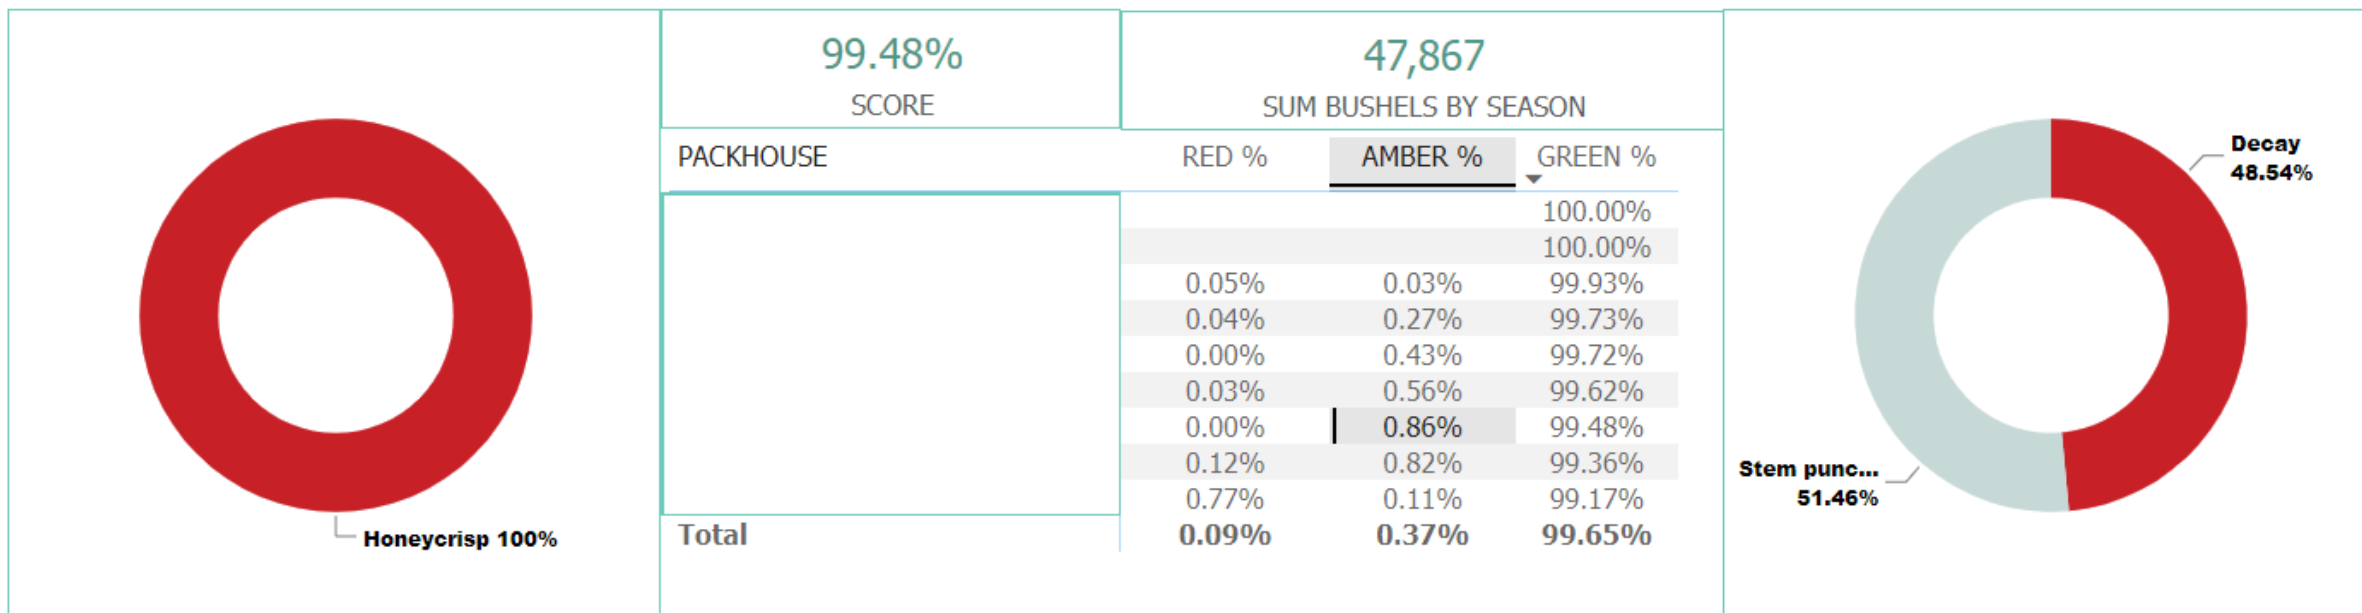 99.48%
SCORE
47,867
SUM BUSHELS BY SEASON
PACKHOUSE RED % AMBER % GREEN %
100.00%
100.00%
0.05% 0.03% 99.93%
0.04% 0.27% 99.73%
0.00% 0.43% 99.72%
0.03% 0.56% 99.62%
0.00% 0.86% 99.48%
0.12% 0.82% 99.36%
0.77% 0.11% 99.17%
Total 0.09% 0.37% 99.65%
Honeycrisp 100%
Decay
48.54%
Stem punc...
51.46%